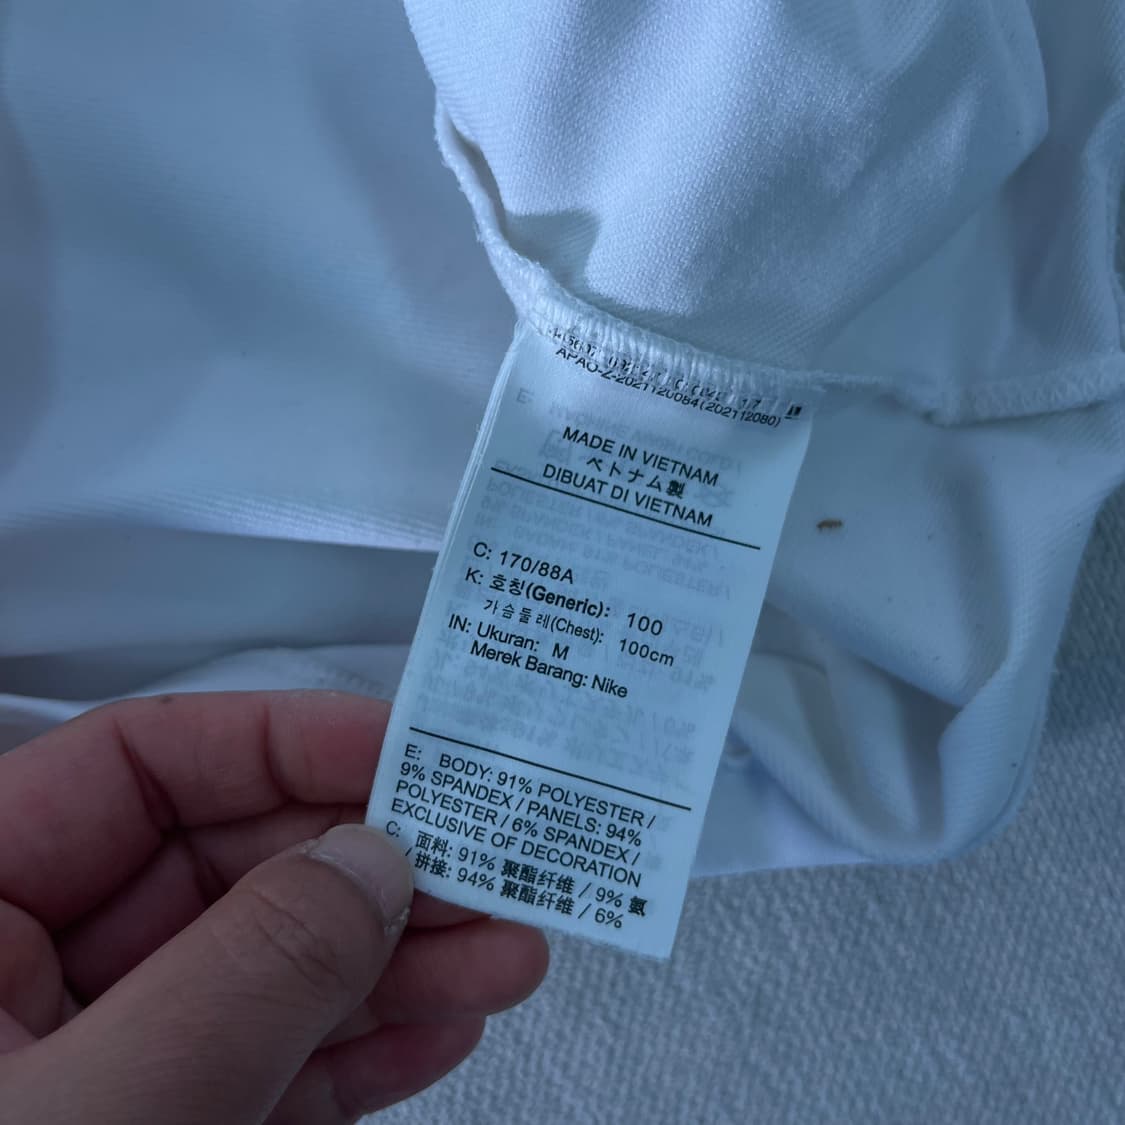 APAO-Z-2021120084(202112080)
MADE IN VIETNAM
ベトナム製
DIBUAT DI VIETNAM
C: 170/88A
K: 호칭(Generic): 100
가슴둘레(Chest): 100cm
IN: Ukuran: M
Merek Barang: Nike
E: BODY: 91% POLYESTER /
9% SPANDEX / PANELS: 94%
POLYESTER / 6% SPANDEX /
EXCLUSIVE OF DECORATION
C: 面料: 91% 聚酯纤维 / 9% 氨
/ 拼接: 94% 聚酯纤维 / 6%